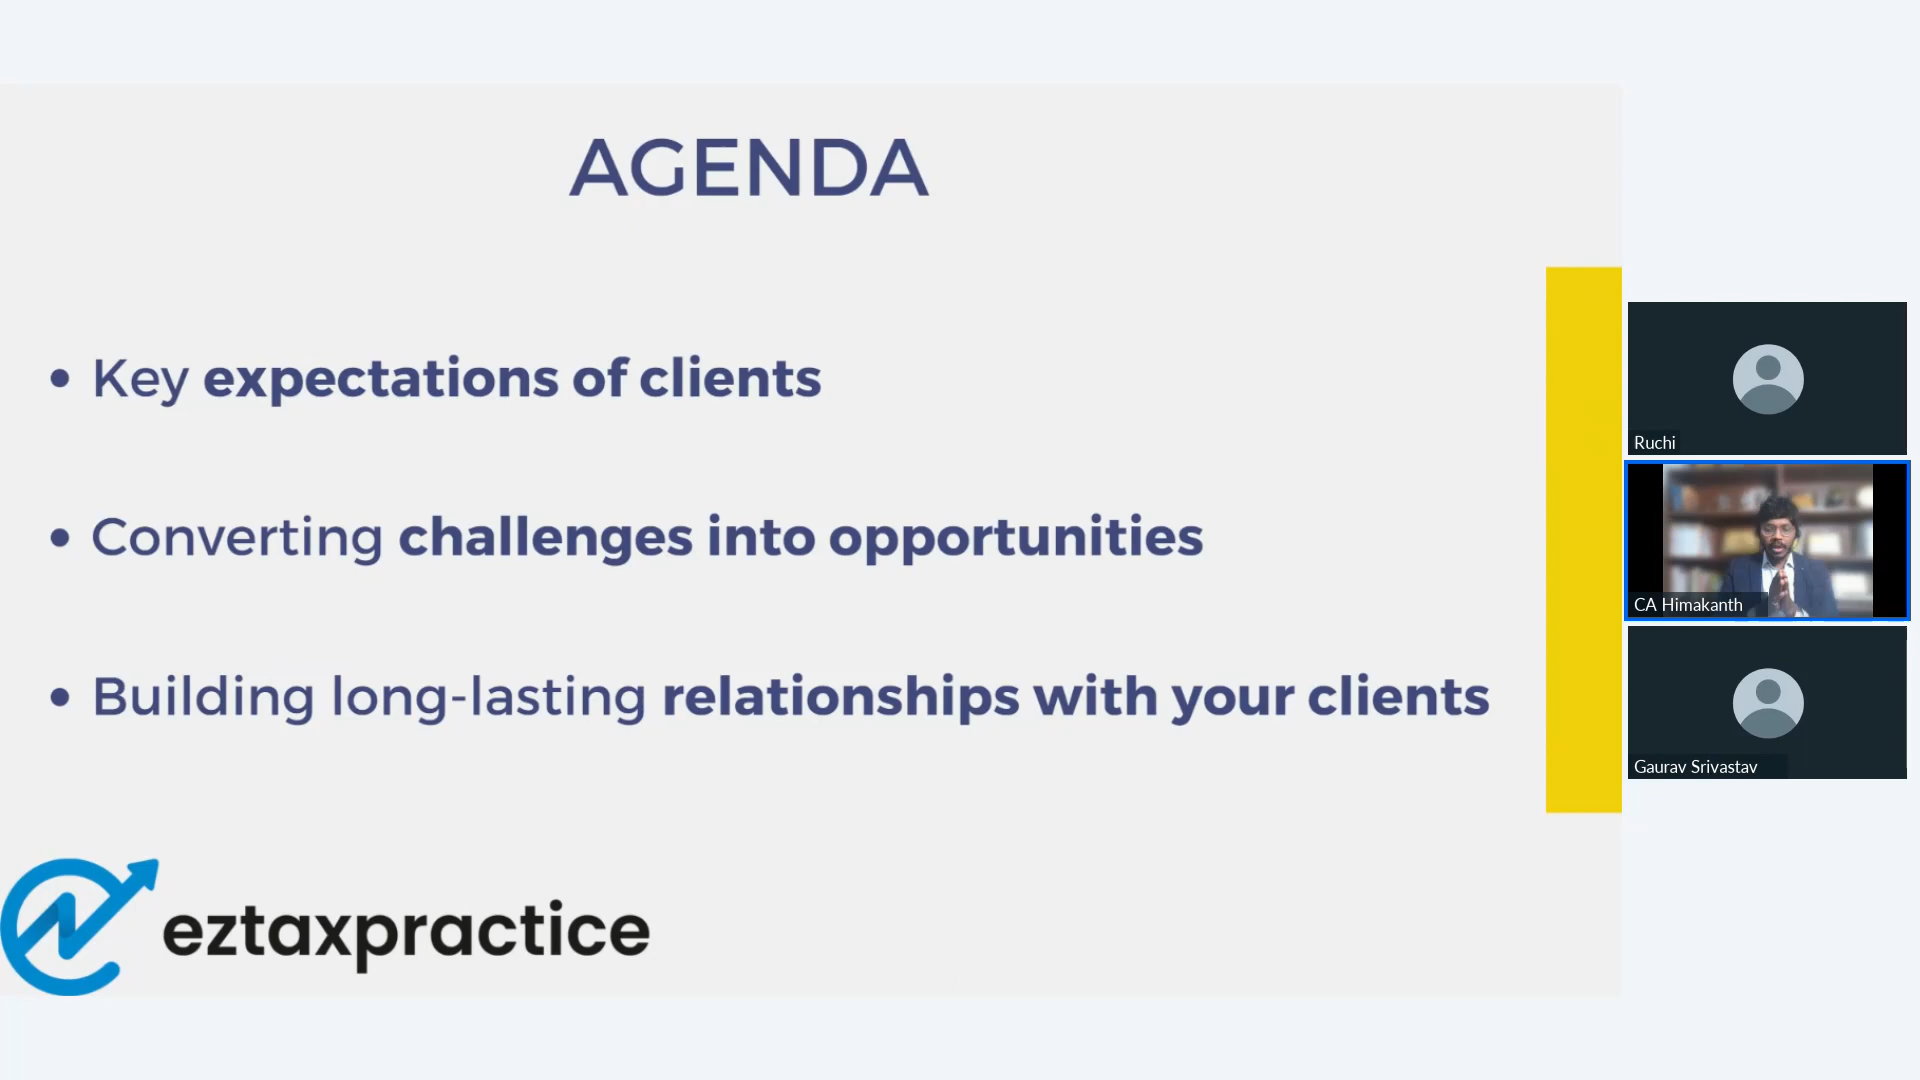 AGENDA
• Key expectations of clients
• Converting challenges into opportunities
• Building long-lasting relationships with your clients
eztaxpractice
Ruchi
CA Himakanth
Gaurav Srivastav